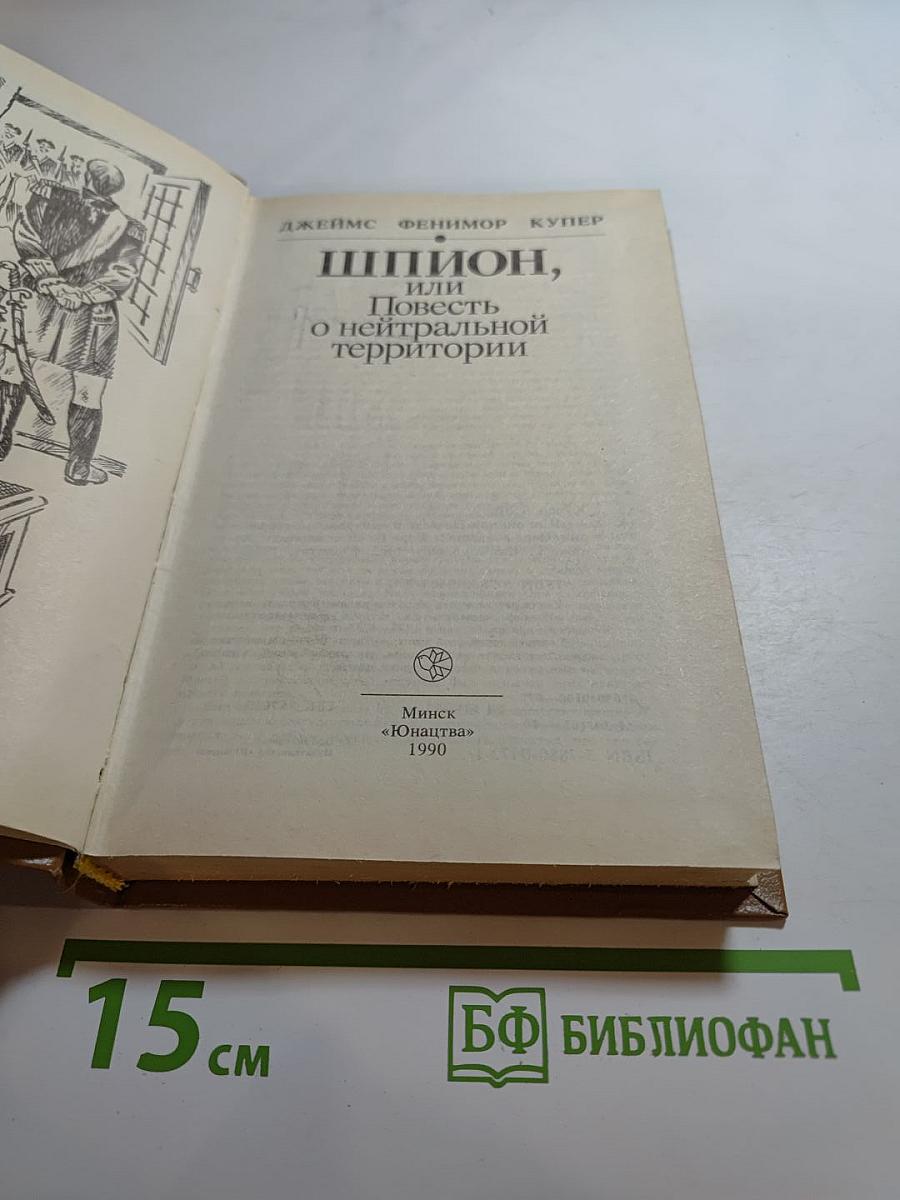 ДЖЕЙМС ФЕНИМОР КУПЕР
ШПИОН,
или
Повесть
о нейтральной
территории
Минск
«Юнацтва»
1990
15 см
БФ БИБЛИОФАН